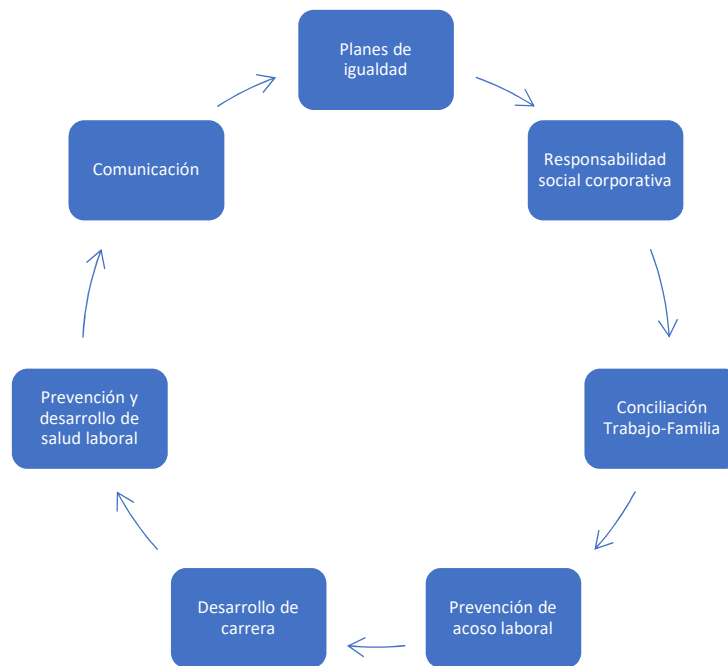 Planes de
igualdad
Responsabilidad
social corporativa
Conciliación
Trabajo-Familia
Prevención de
acoso laboral
Desarrollo de
carrera
Prevención y
desarrollo de
salud laboral
Comunicación